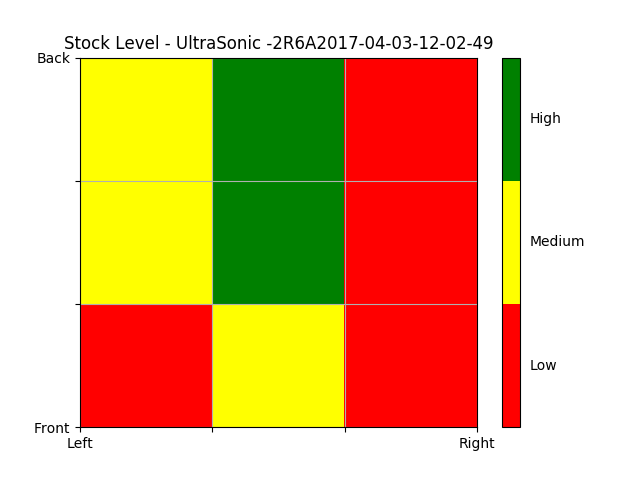 Stock Level - UltraSonic -2R6A2017-04-03-12-02-49
Back
High
Medium
Low
Front
Left
Right